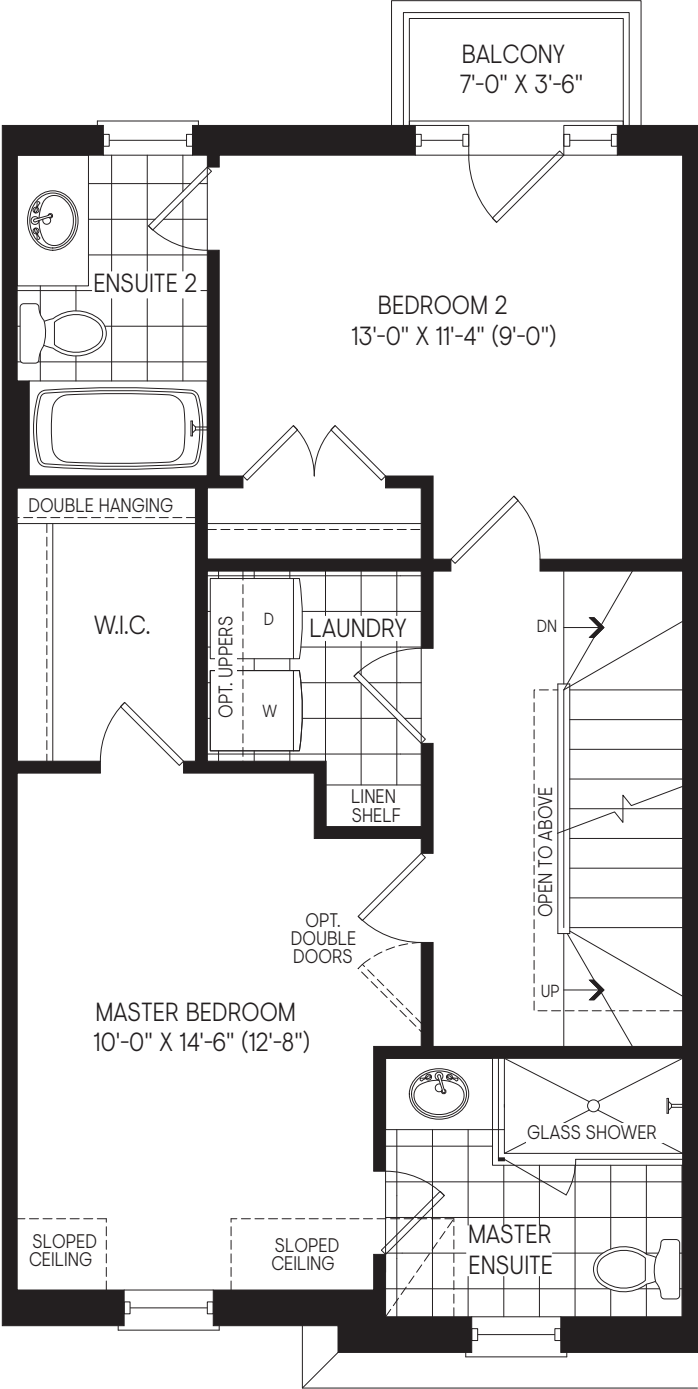 BALCONY
7'-0" X 3'-6"
ENSUITE 2
BEDROOM 2
13'-0" X 11'-4" (9'-0")
DOUBLE HANGING
W.I.C.
OPT. UPPERS
D
LAUNDRY
W
LINEN
SHELF
DN
OPEN TO ABOVE
UP
OPT.
DOUBLE
DOORS
MASTER BEDROOM
10'-0" X 14'-6" (12'-8")
GLASS SHOWER
SLOPED
CEILING
SLOPED
CEILING
MASTER
ENSUITE